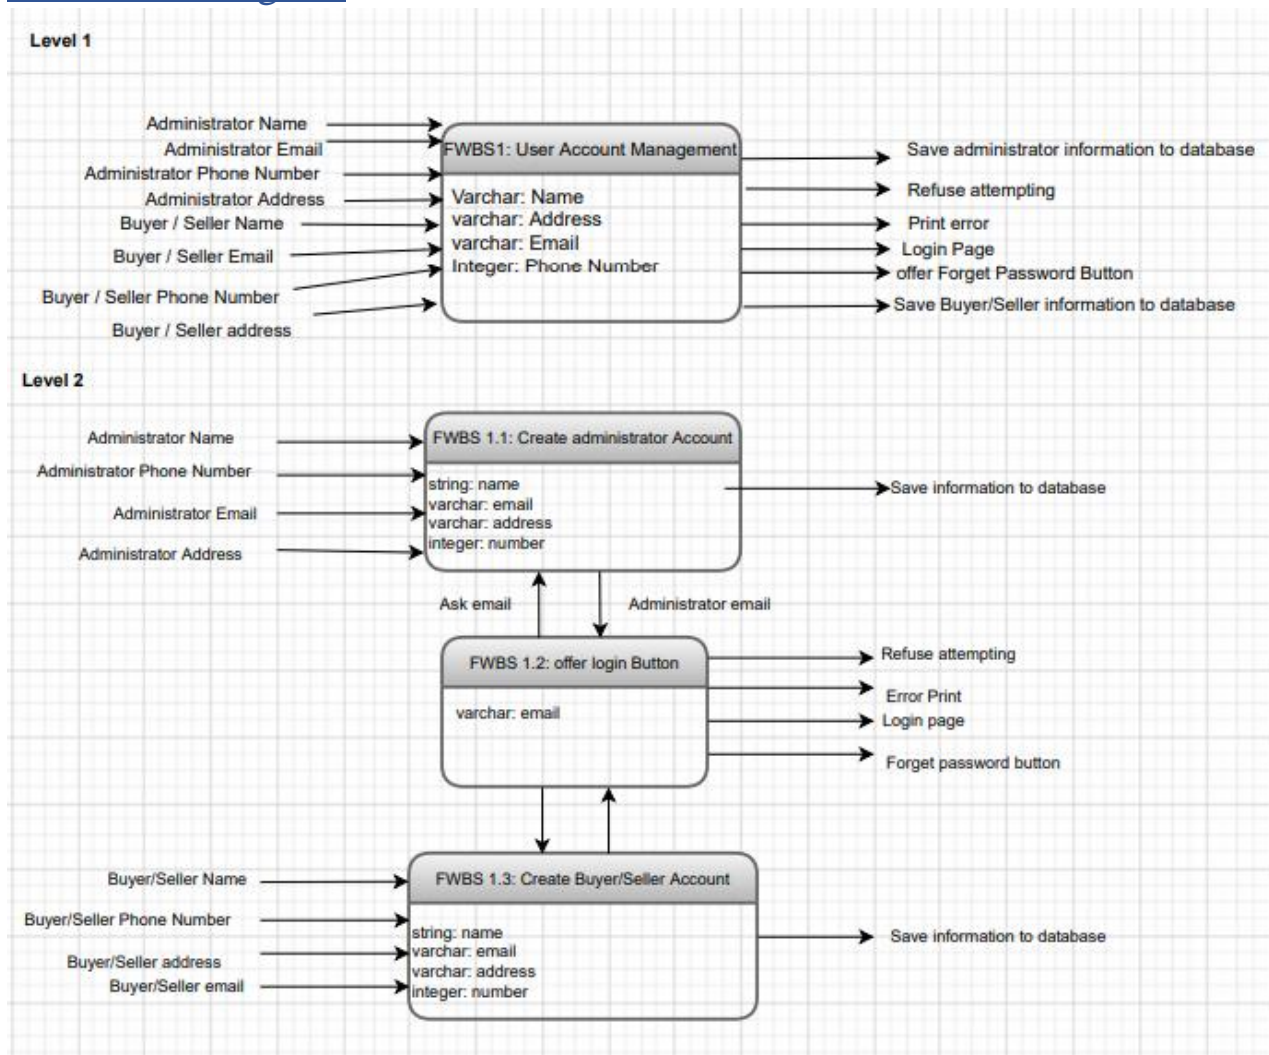 Level 1
Administrator Name
Administrator Email
Administrator Phone Number
Administrator Address
Buyer / Seller Name
Buyer / Seller Email
Buyer / Seller Phone Number
Buyer / Seller address
FWBS1: User Account Management
Varchar: Name
varchar: Address
varchar: Email
Integer: Phone Number
Save administrator information to database
Refuse attempting
Print error
Login Page
offer Forget Password Button
Save Buyer/Seller information to database
Level 2
Administrator Name
Administrator Phone Number
Administrator Email
Administrator Address
FWBS 1.1: Create administrator Account
string: name
varchar: email
varchar: address
integer: number
Save information to database
Ask email
Administrator email
FWBS 1.2: offer login Button
varchar: email
Refuse attempting
Error Print
Login page
Forget password button
Buyer/Seller Name
Buyer/Seller Phone Number
Buyer/Seller address
Buyer/Seller email
FWBS 1.3: Create Buyer/Seller Account
string: name
varchar: email
varchar: address
integer: number
Save information to database